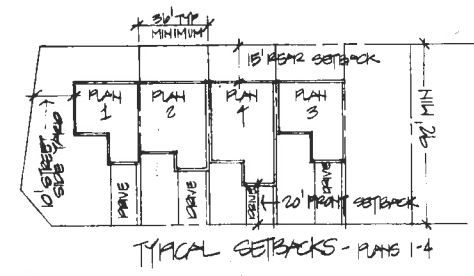 36' TYP
MINIMUM
15' REAR SETBACK
PLAN
1
PLAN
2
PLAN
4
PLAN
3
92' MIN
10' STREET
SIDE YARD
DRIVE
DRIVE
DRIVE
DRIVE
20' FRONT SETBACK
TYPICAL SETBACKS - PLANS 1-4